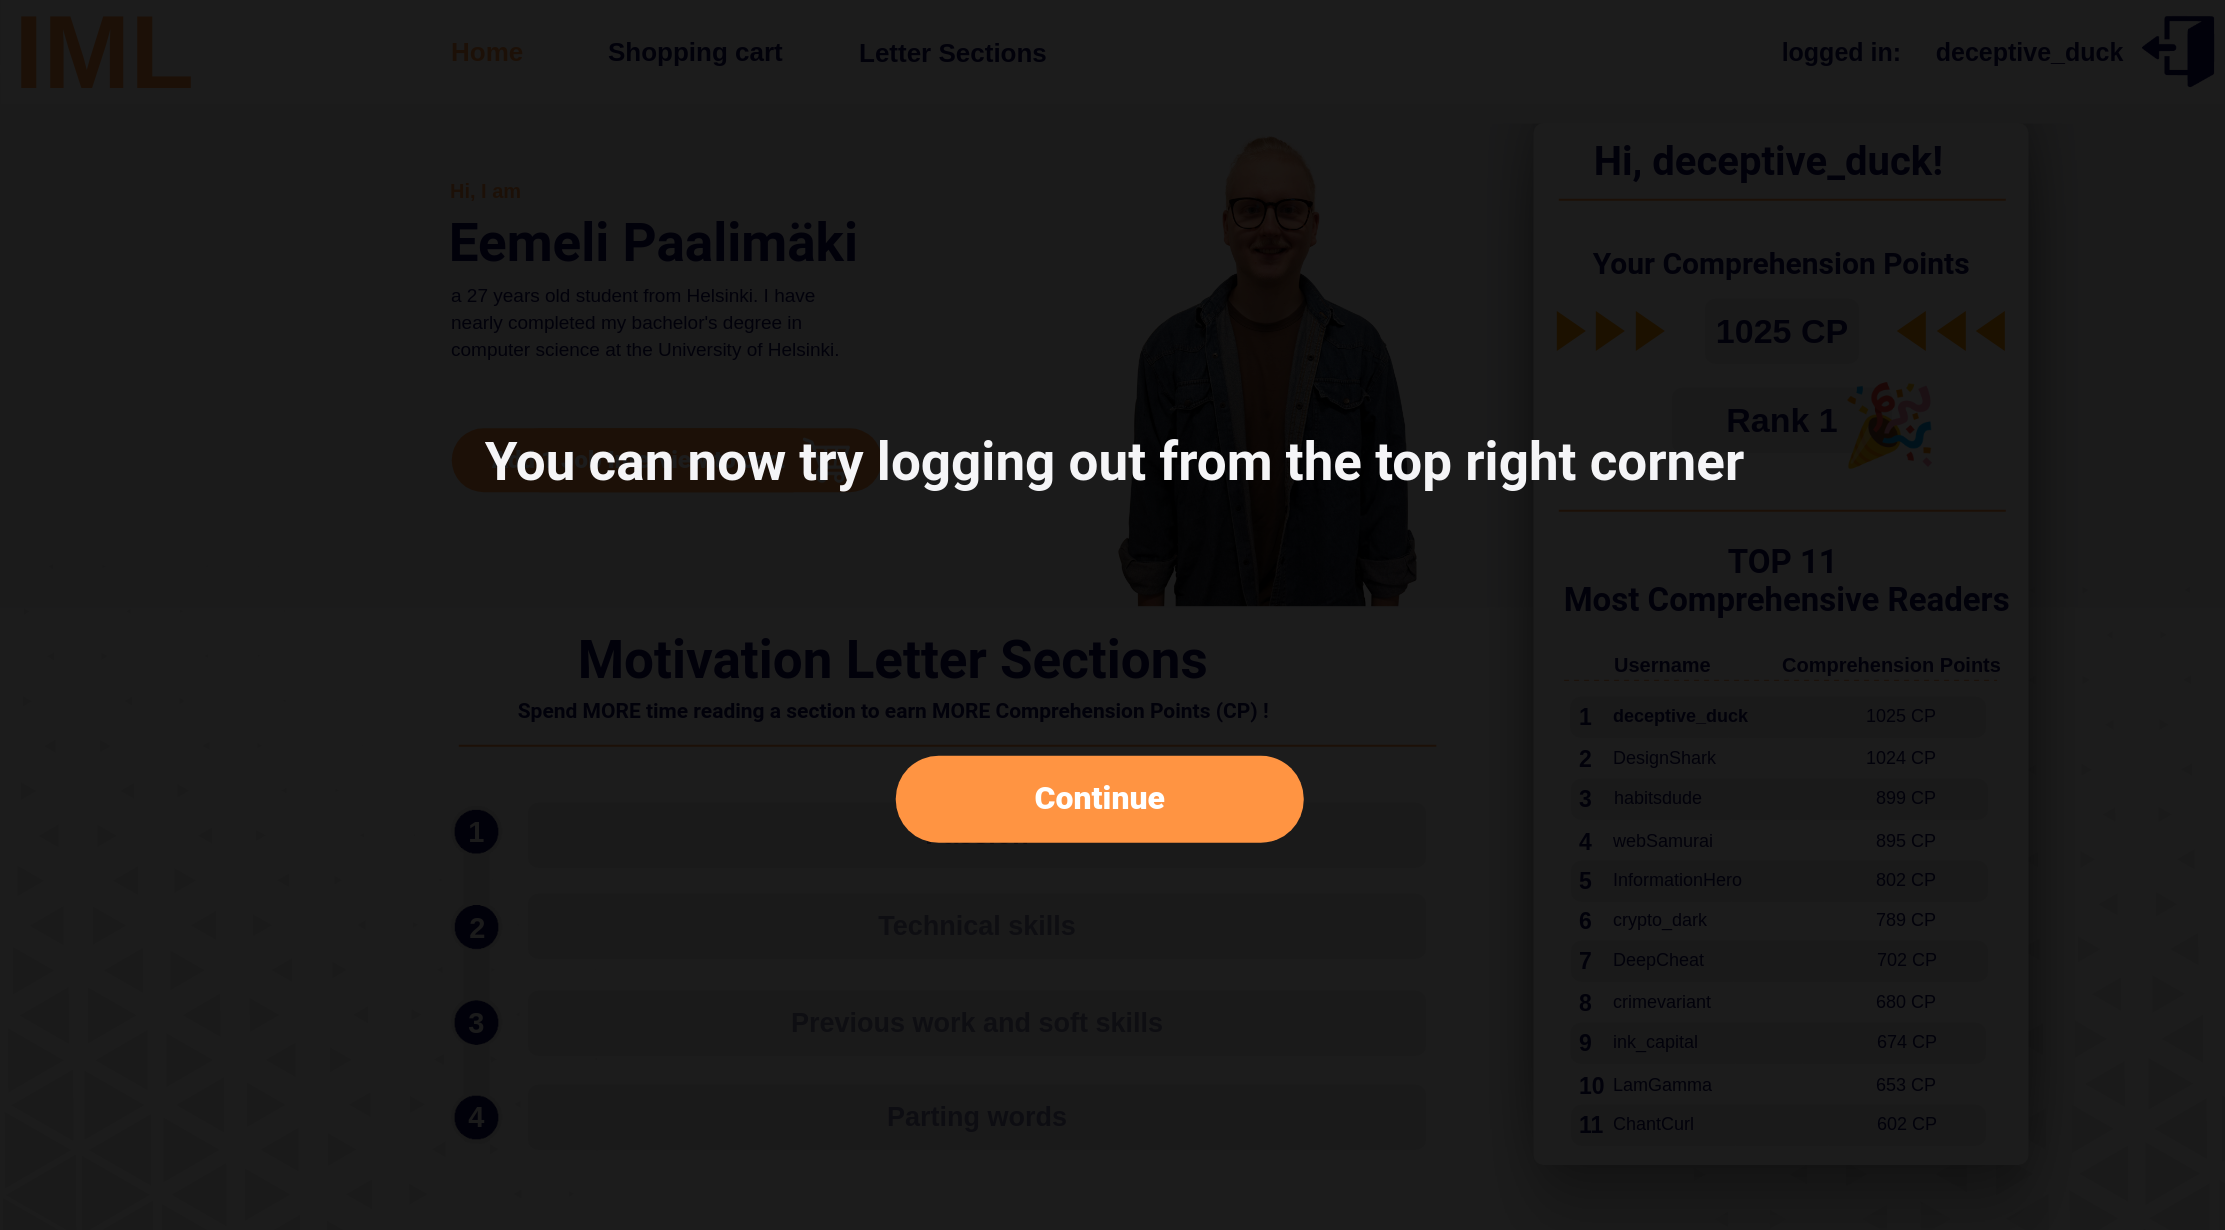 IML
Home
Shopping cart
Letter Sections
logged in:
deceptive_duck
Hi, I am
Eemeli Paalimäki
a 27 years old student from Helsinki. I have
nearly completed my bachelor's degree in
computer science at the University of Helsinki.
Hi, deceptive_duck!
Your Comprehension Points
1025 CP
Rank 1
You can now try logging out from the top right corner
TOP 11
Most Comprehensive Readers
Username
Comprehension Points
1 deceptive_duck 1025 CP
2 DesignShark 1024 CP
3 habitsdude 899 CP
4 webSamurai 895 CP
5 InformationHero 802 CP
6 crypto_dark 789 CP
7 DeepCheat 702 CP
8 crimevariant 680 CP
9 ink_capital 674 CP
10 LamGamma 653 CP
11 ChantCurl 602 CP
Motivation Letter Sections
Spend MORE time reading a section to earn MORE Comprehension Points (CP) !
Continue
1
2 Technical skills
3 Previous work and soft skills
4 Parting words